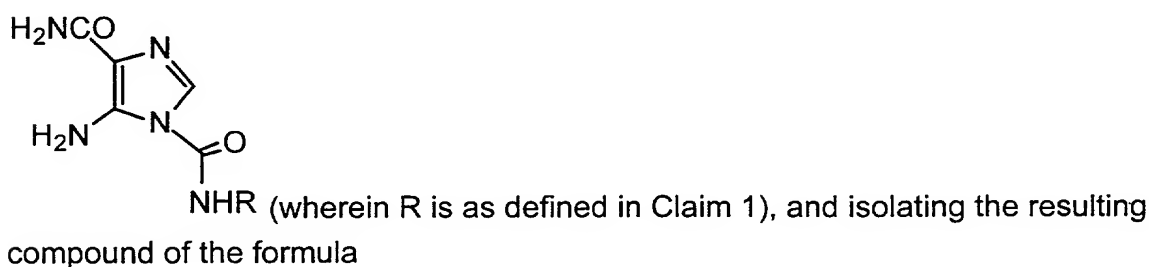 H₂NCO
N
H₂N
N
O
NHR (wherein R is as defined in Claim 1), and isolating the resulting
compound of the formula